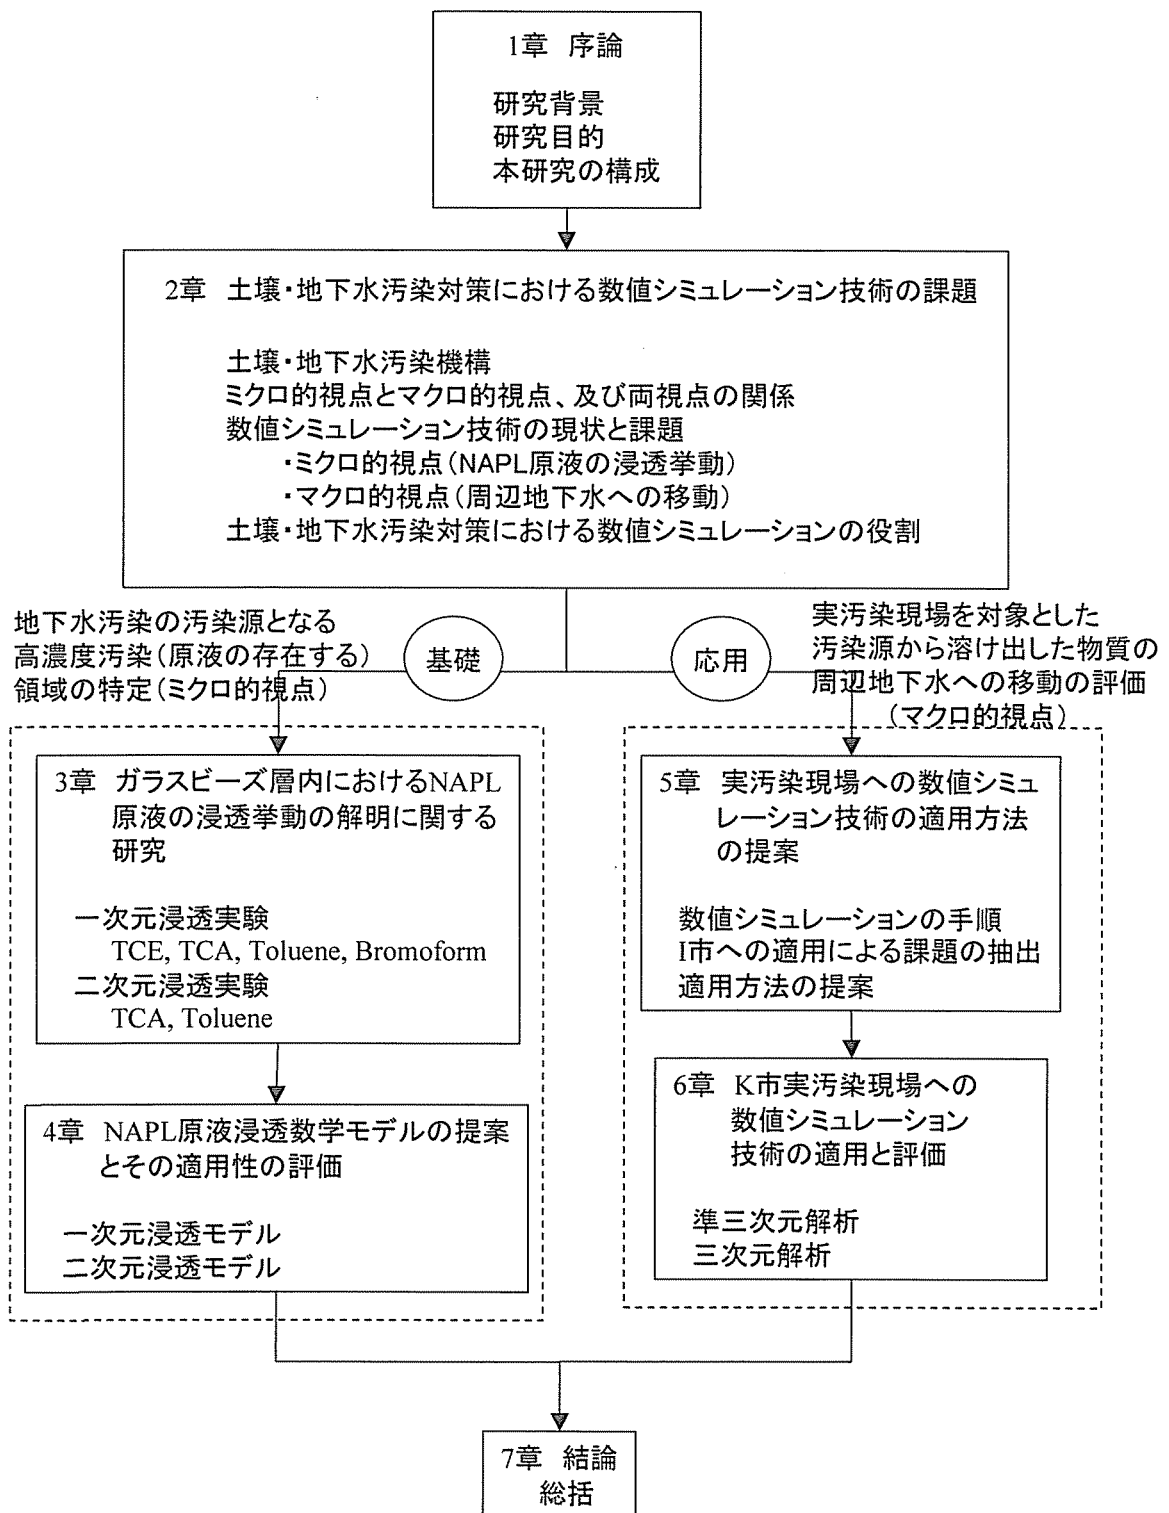 1章 序論
研究背景
研究目的
本研究の構成
2章 土壌・地下水汚染対策における数値シミュレーション技術の課題
土壌・地下水汚染機構
ミクロ的視点とマクロ的視点、及び両視点の関係
数値シミュレーション技術の現状と課題
・ミクロ的視点(NAPL原液の浸透挙動)
・マクロ的視点(周辺地下水への移動)
土壌・地下水汚染対策における数値シミュレーションの役割
地下水汚染の汚染源となる
高濃度汚染(原液の存在する)
領域の特定(ミクロ的視点)
基礎
応用
実汚染現場を対象とした
汚染源から溶け出した物質の
周辺地下水への移動の評価
(マクロ的視点)
3章 ガラスビーズ層内におけるNAPL
原液の浸透挙動の解明に関する
研究
一次元浸透実験
TCE, TCA, Toluene, Bromoform
二次元浸透実験
TCA, Toluene
4章 NAPL原液浸透数学モデルの提案
とその適用性の評価
一次元浸透モデル
二次元浸透モデル
5章 実汚染現場への数値シミュ
レーション技術の適用方法
の提案
数値シミュレーションの手順
I市への適用による課題の抽出
適用方法の提案
6章 K市実汚染現場への
数値シミュレーション
技術の適用と評価
準三次元解析
三次元解析
7章 結論
総括